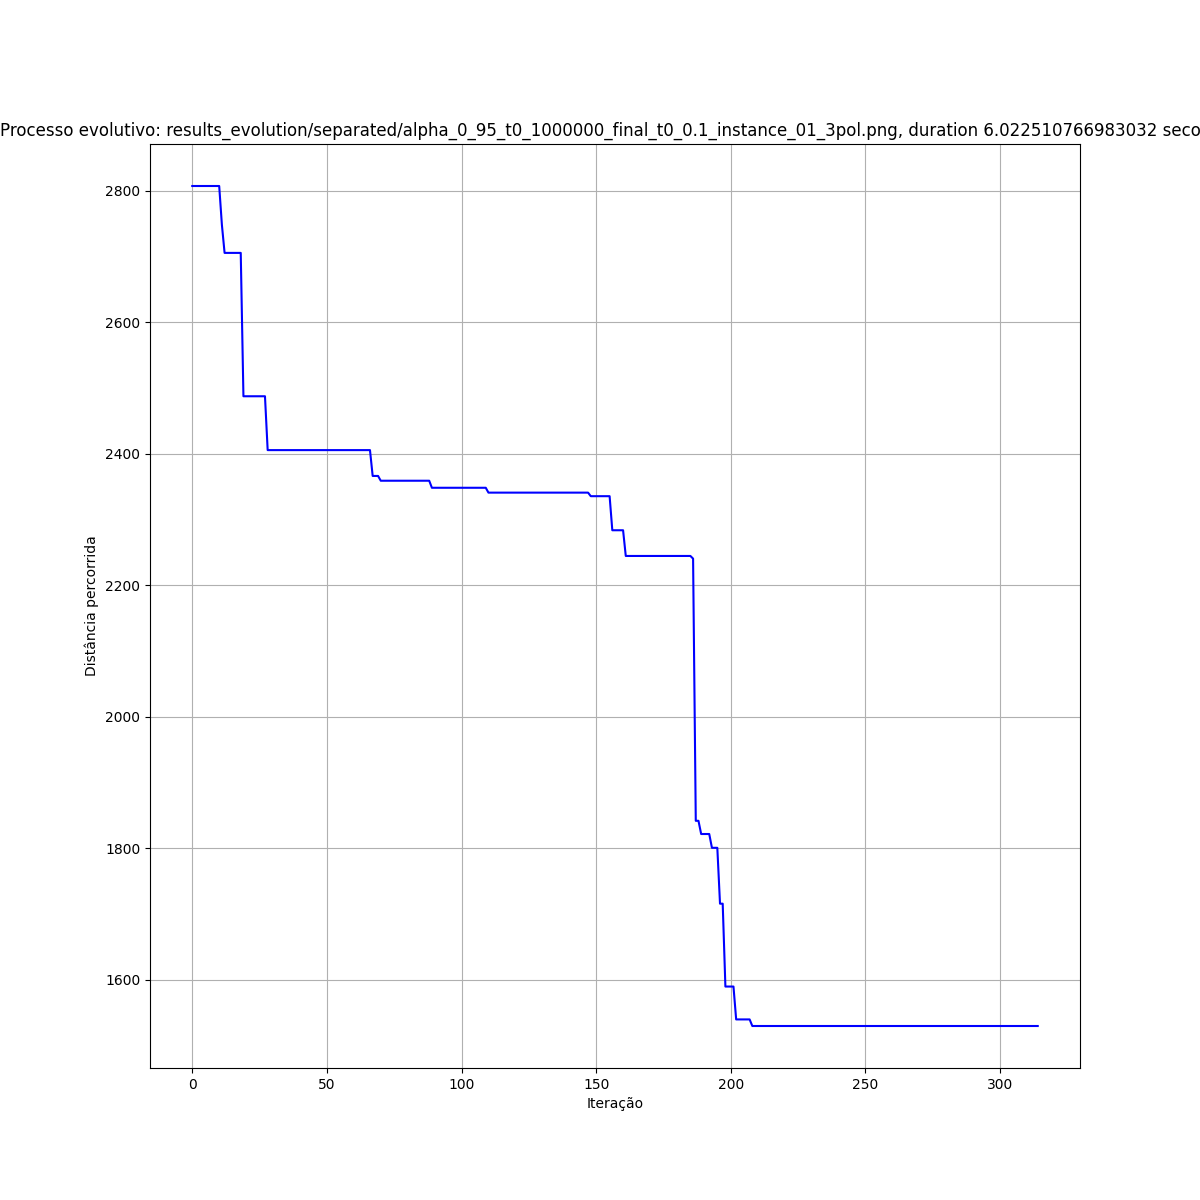 Processo evolutivo: results_evolution/separated/alpha_0_95_t0_1000000_final_t0_0.1_instance_01_3pol.png, duration 6.022510766983032 seco
2800
2600
2400
2200
2000
1800
1600
Distância percorrida
0 50 100 150 200 250 300
Iteração